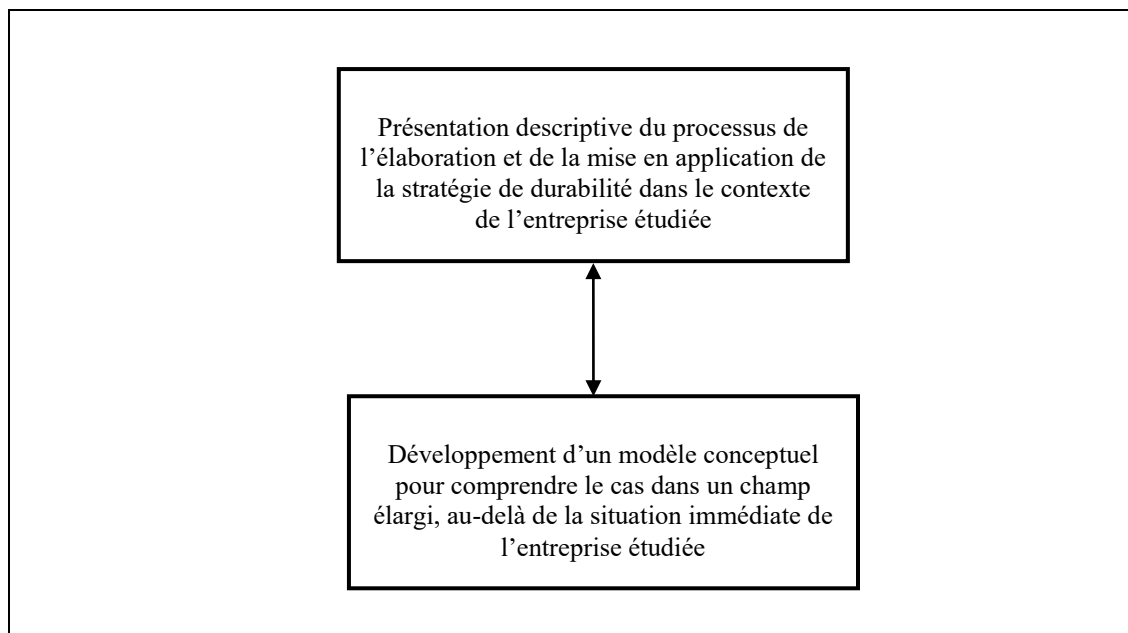 Présentation descriptive du processus de
l’élaboration et de la mise en application de
la stratégie de durabilité dans le contexte
de l’entreprise étudiée
Développement d’un modèle conceptuel
pour comprendre le cas dans un champ
élargi, au-delà de la situation immédiate de
l’entreprise étudiée